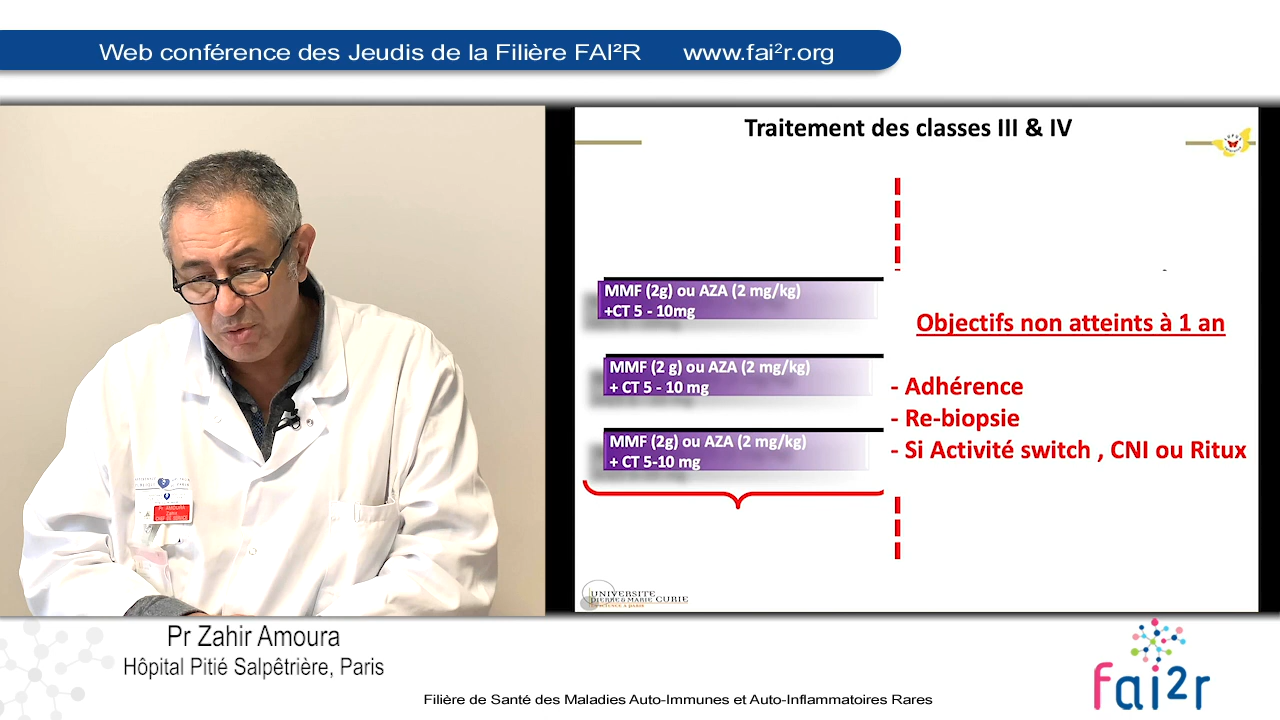 Web conférence des Jeudis de la Filière FAI²R www.fai²r.org
Traitement des classes III & IV
MMF (2g) ou AZA (2 mg/kg)
+CT 5 - 10mg
MMF (2 g) ou AZA (2 mg/kg)
+ CT 5 - 10 mg
MMF (2g) ou AZA (2 mg/kg)
+ CT 5-10 mg
Objectifs non atteints à 1 an
- Adhérence
- Re-biopsie
- Si Activité switch , CNI ou Ritux
UNIVERSITE
PIERRE & MARIE CURIE
Pr AMOURA
Pr Zahir Amoura
Hôpital Pitié Salpêtrière, Paris
Filière de Santé des Maladies Auto-Immunes et Auto-Inflammatoires Rares
fai2r